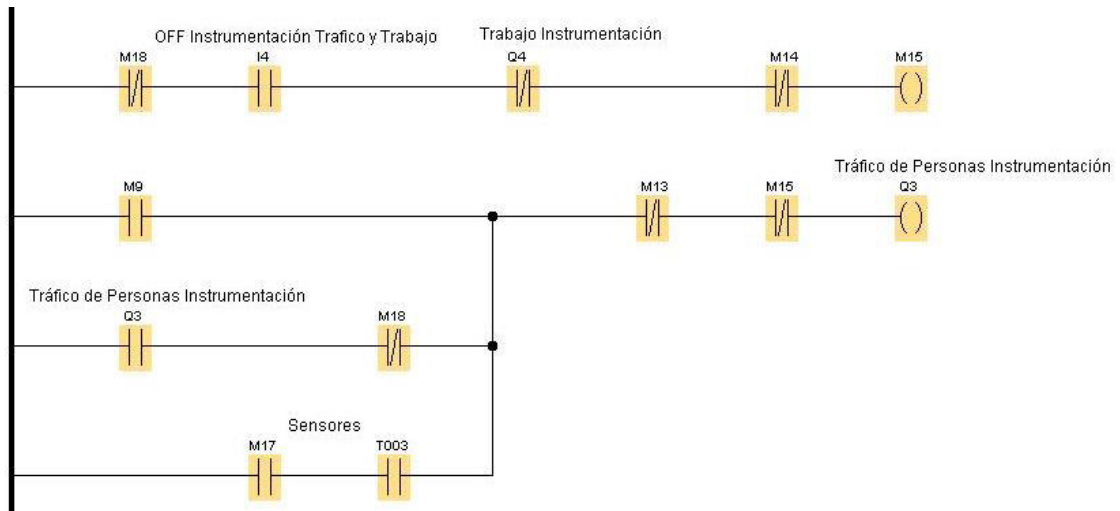 OFF Instrumentación Trafico y Trabajo
Trabajo Instrumentación
M18
I4
Q4
M14
M15
Tráfico de Personas Instrumentación
M9
M13
M15
Q3
Tráfico de Personas Instrumentación
Q3
M18
Sensores
M17
T003